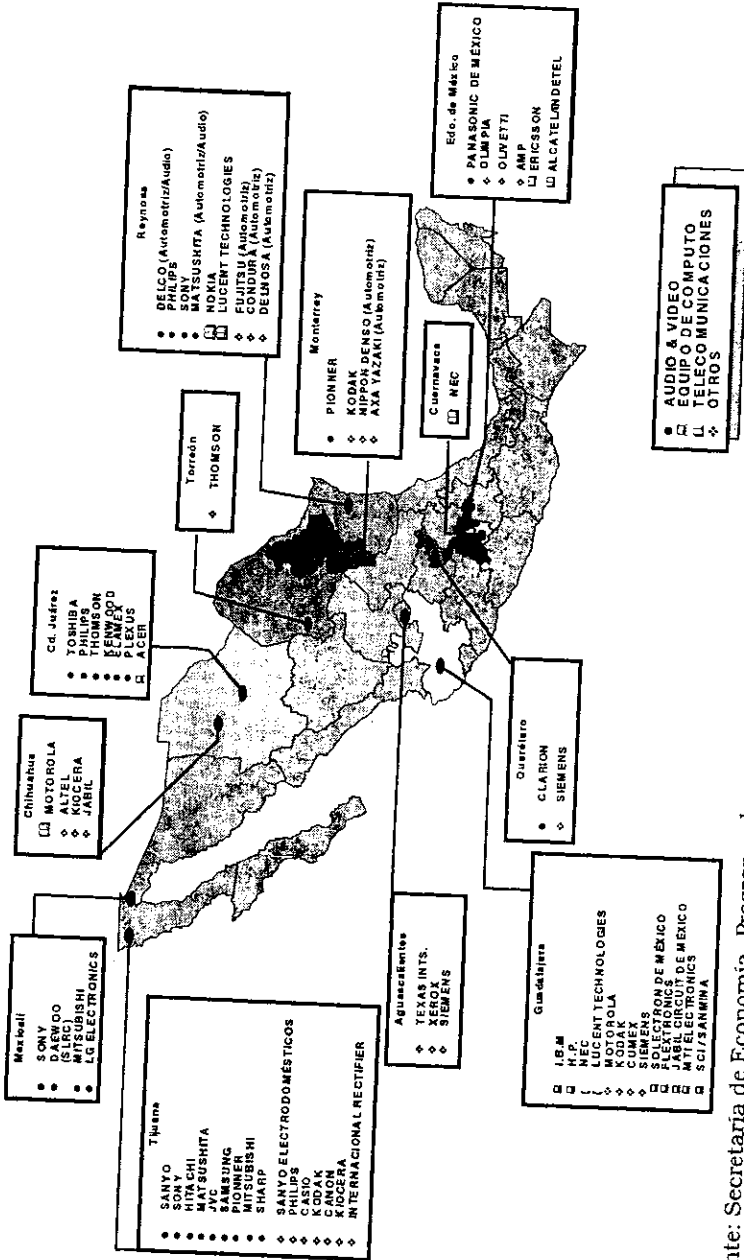 Mexicali
SONY
DAEWOO
(SLRC)
MITSUBISHI
LG ELECTRONICS
Tijuana
SANYO
SONY
HITACHI
MATSUSHITA
JVC
SAMSUNG
PIONNER
MITSUBISHI
SHARP
SANYO ELECTRODOMÉSTICOS
PHILIPS
CASIO
KODAK
CANON
KIOCERA
INTERNACIONAL RECTIFIER
Chihuahua
MOTOROLA
ALTEL
KIOCERA
JABIL
Cd. Juárez
TOSHIBA
PHILIPS
THOMSON
KENWOOD
ELAMEX
PLEXUS
ACER
Torreón
THOMSON
Reynosa
DELCO (Automotriz/Audio)
PHILIPS
SONY
MATSUSHITA (Automotriz/Audio)
NOKIA
LUCENT TECHNOLOGIES
FUJITSU (Automotriz)
CONDURA (Automotriz)
DELNOSA (Automotriz)
Monterrey
PIONNER
KODAK
NIPPON DENSO (Automotriz)
AXA YAZAKI (Automotriz)
Cuernavaca
NEC
Edo. de México
PANASONIC DE MÉXICO
OLIMPIA
OLIVETTI
AMP
ERICSSON
ALCATEL INDETEL
Aguascalientes
TEXAS INTS.
XEROX
SIEMENS
Querétaro
CLARION
SIEMENS
Guadalajara
I.B.M
H.P.
NEC
LUCENT TECHNOLOGIES
MOTOROLA
KODAK
CUMEX
SIEMENS
SOLECTRON DE MÉXICO
FLEXTRONICS
JABIL CIRCUIT DE MÉXICO
MTI ELECTRONICS
SCI / SANMINA
AUDIO & VIDEO
EQUIPO DE COMPUTO
TELECOMUNICACIONES
OTROS
nte: Secretaría de Economía